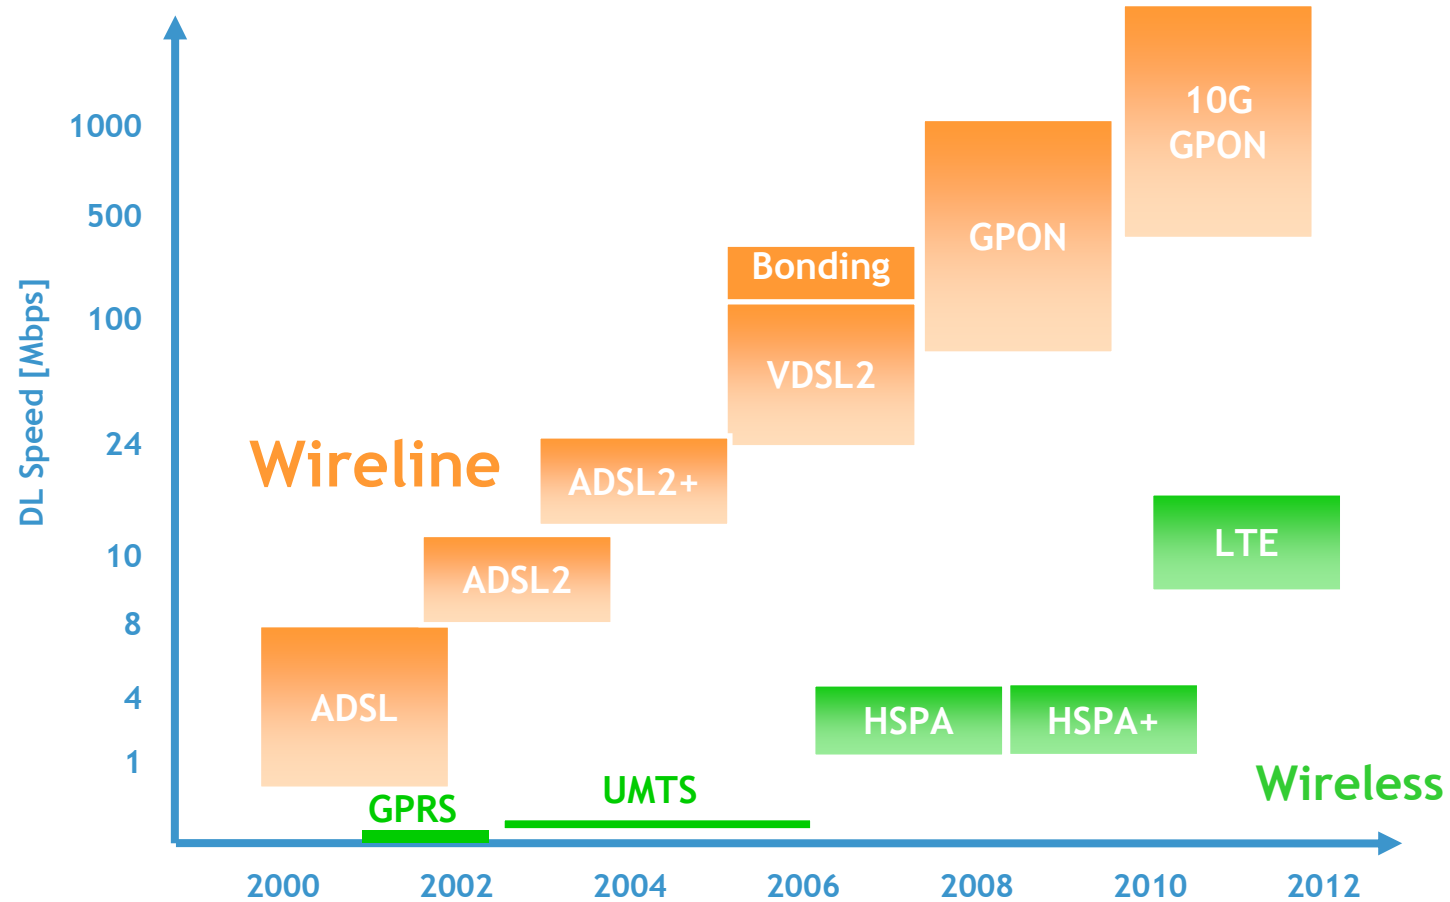 10G
GPON
1000
500
GPON
Bonding
100
VDSL2
DL Speed [Mbps]
24
Wireline
ADSL2+
LTE
10
ADSL2
8
4
ADSL
HSPA
HSPA+
1
UMTS
Wireless
GPRS
2000
2002
2004
2006
2008
2010
2012